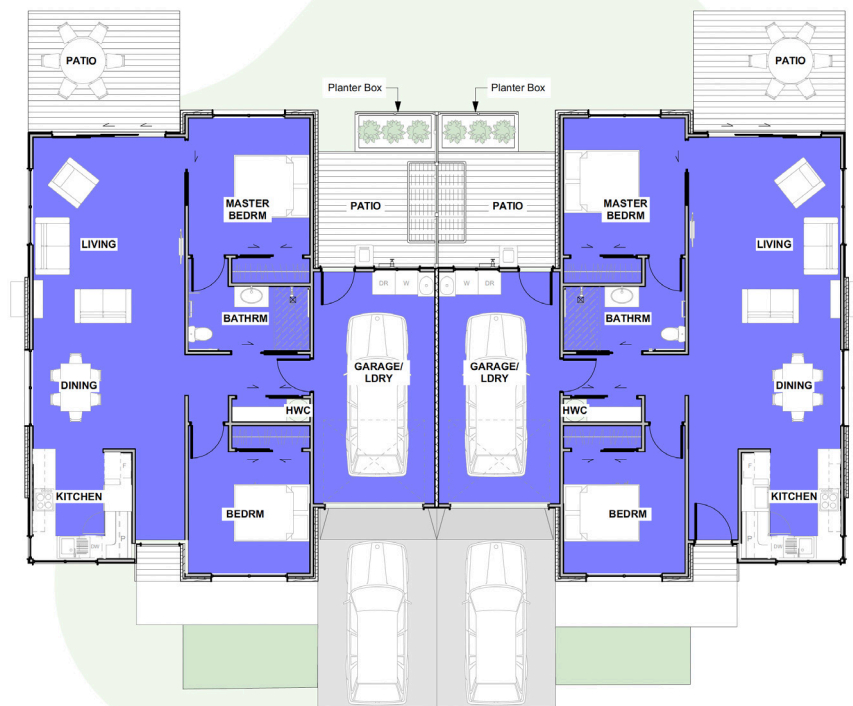 PATIO
PATIO
Planter Box
Planter Box
MASTER
BEDRM
PATIO
PATIO
MASTER
BEDRM
LIVING
LIVING
DR
W
W
DR
BATHRM
BATHRM
GARAGE/
LDRY
GARAGE/
LDRY
DINING
DINING
HWC
HWC
F
F
KITCHEN
KITCHEN
BEDRM
BEDRM
P
P
DW
DW